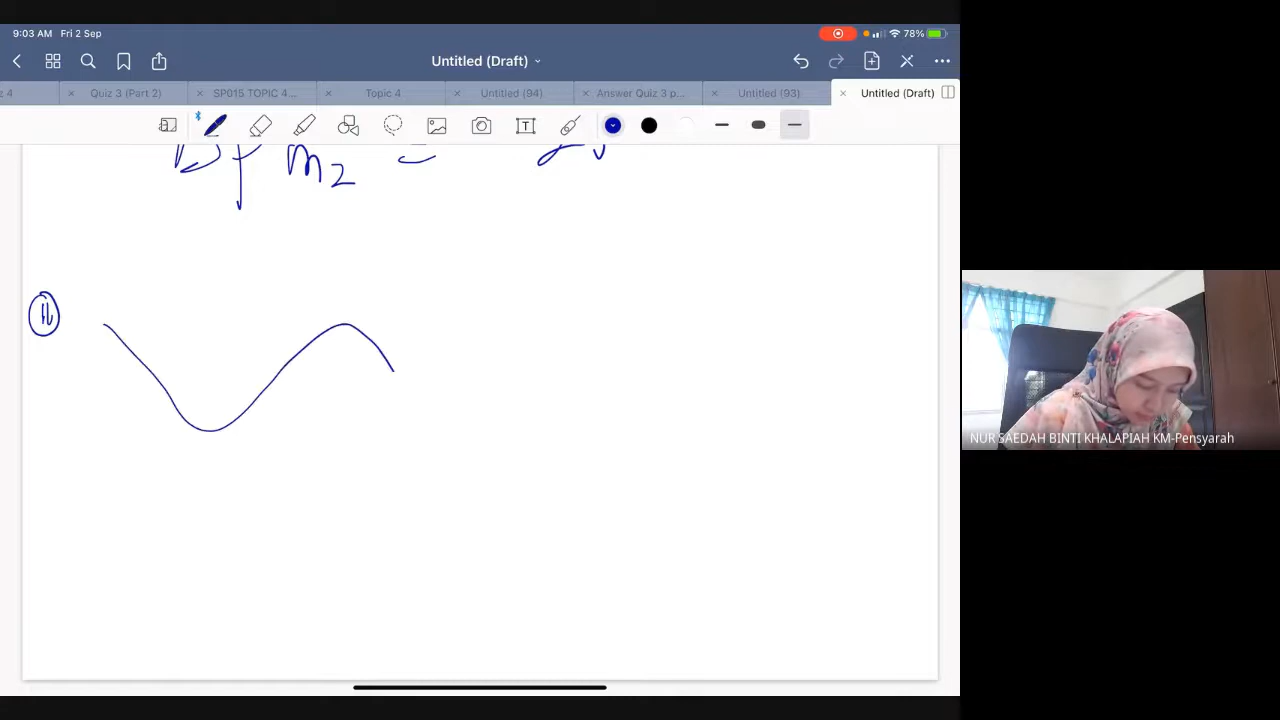 9:03 AM Fri 2 Sep
78%
Untitled (Draft)
z 4
Quiz 3 (Part 2)
SP015 TOPIC 4...
Topic 4
Untitled (94)
Answer Quiz 3 p...
Untitled (93)
Untitled (Draft)
T
m2
NUR SAEDAH BINTI KHALAPIAH KM-Pensyarah